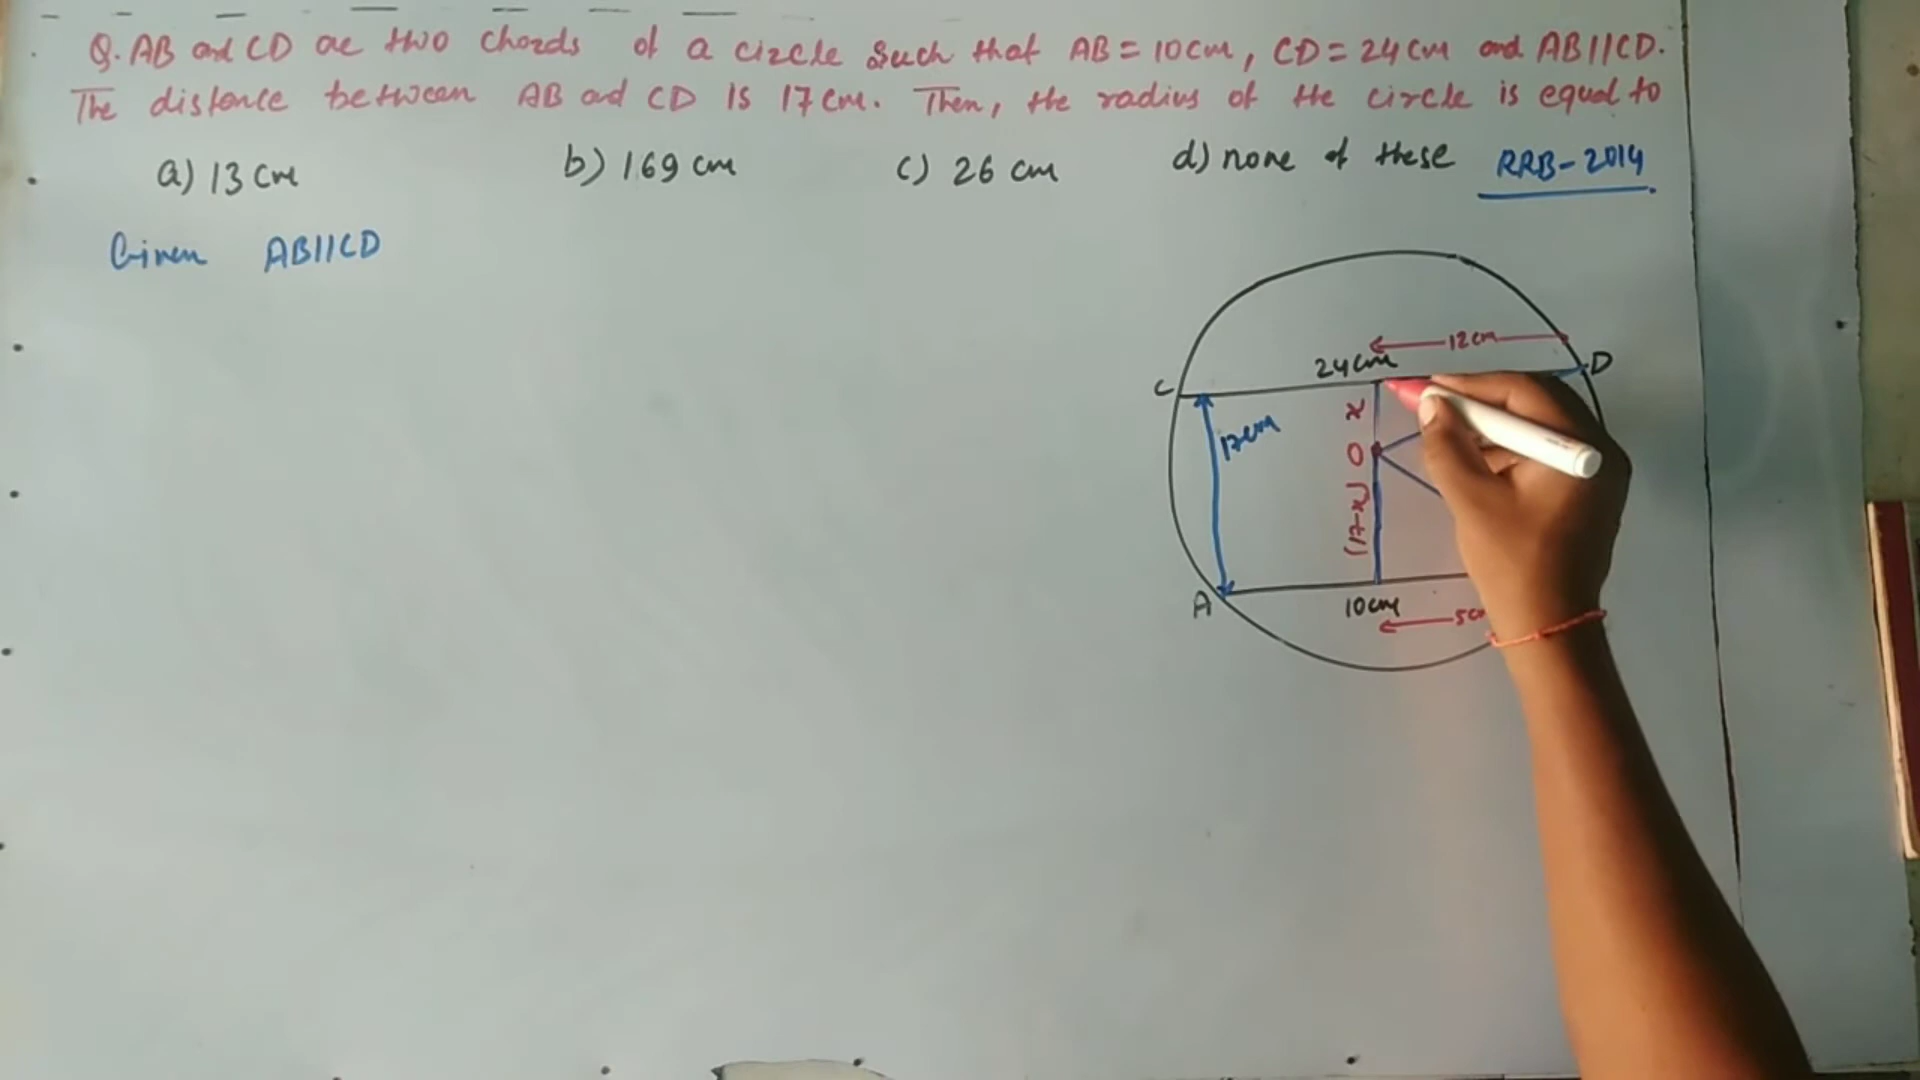 Q. AB and CD are two chords of a circle such that AB = 10cm, CD = 24cm and AB||CD.
The distance between AB and CD is 17 cm. Then, the radius of the circle is equal to
a) 13 cm b) 169 cm c) 26 cm d) none of these RRB-2014
Given AB||CD
12cm
24cm
C D
x
17cm
O
(17-x)
A
10cm